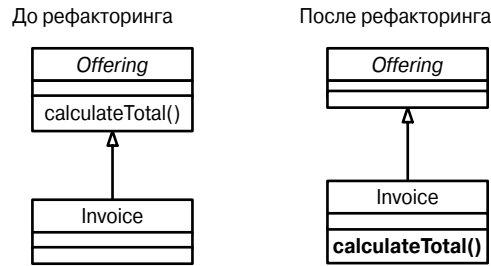 До рефакторинга
После рефакторинга
Offering
calculateTotal()
Invoice
Offering
Invoice
calculateTotal()